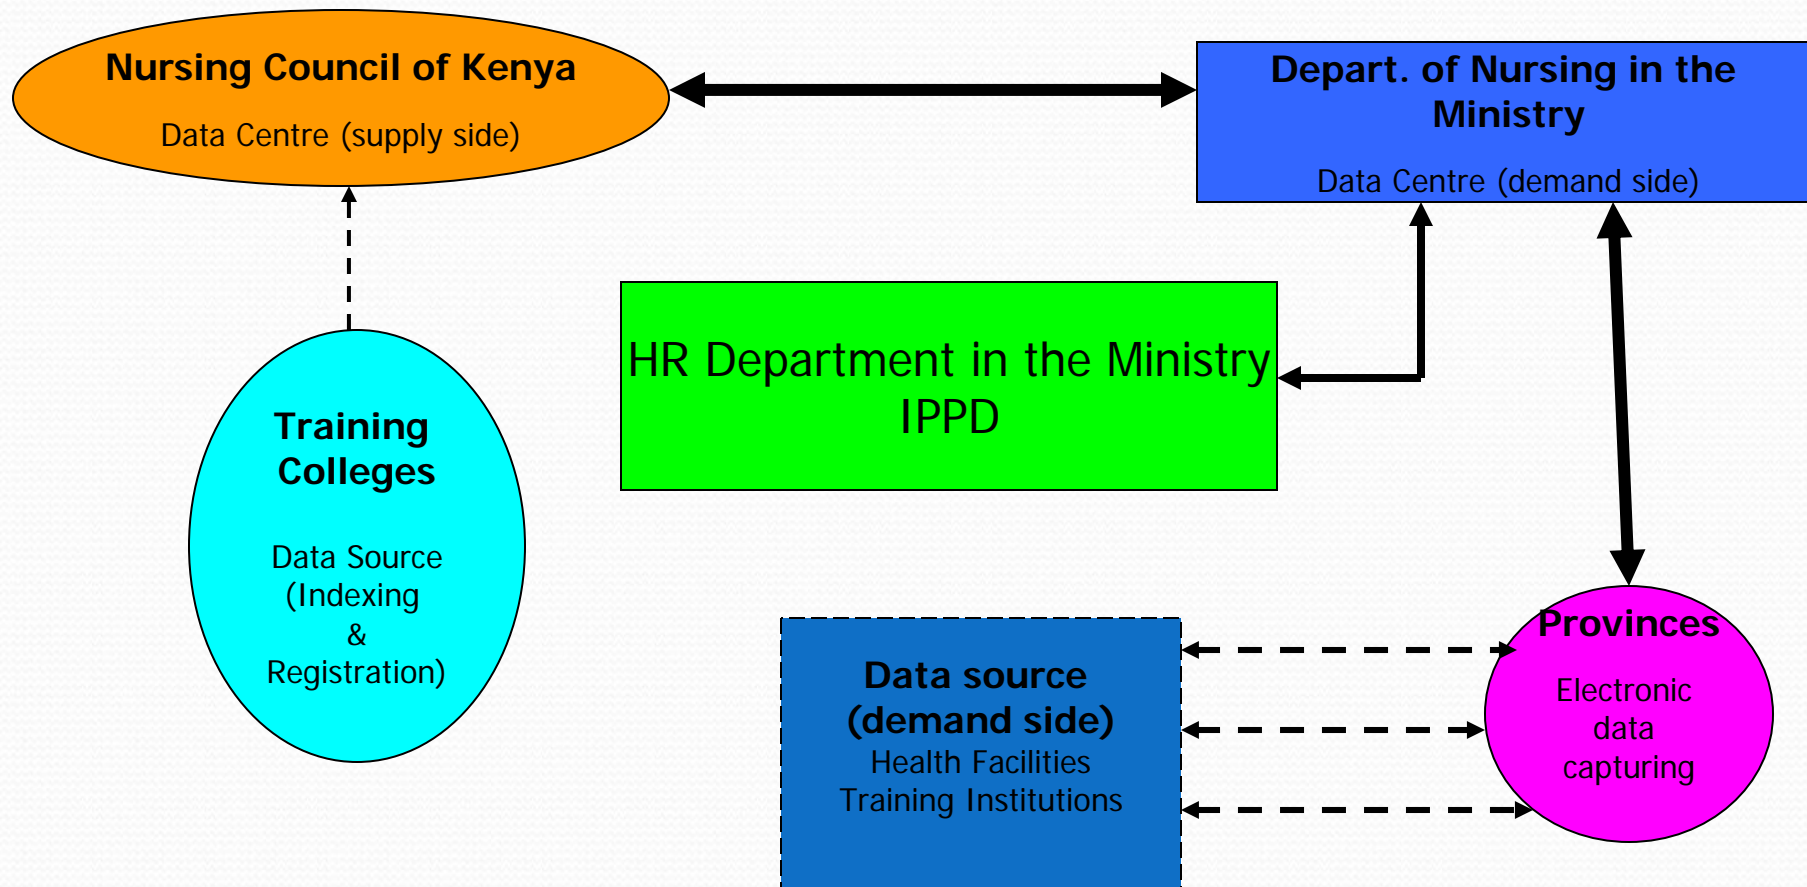 Nursing Council of Kenya
Data Centre (supply side)
Depart. of Nursing in the
Ministry
Data Centre (demand side)
HR Department in the Ministry
IPPD
Training
Colleges
Data Source
(Indexing
&
Registration)
Data source
(demand side)
Health Facilities
Training Institutions
Provinces
Electronic
data
capturing